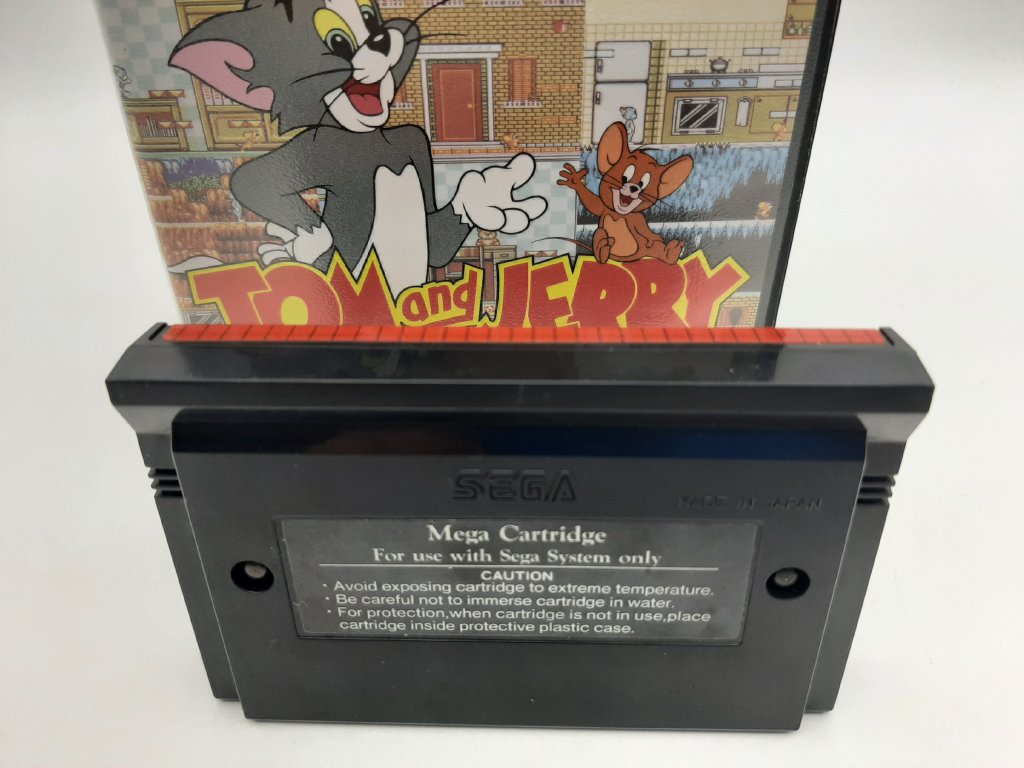 TOM and JERRY
SEGA
MADE IN JAPAN
Mega Cartridge
For use with Sega System only
CAUTION
· Avoid exposing cartridge to extreme temperature.
· Be careful not to immerse cartridge in water.
· For protection,when cartridge is not in use,place
cartridge inside protective plastic case.